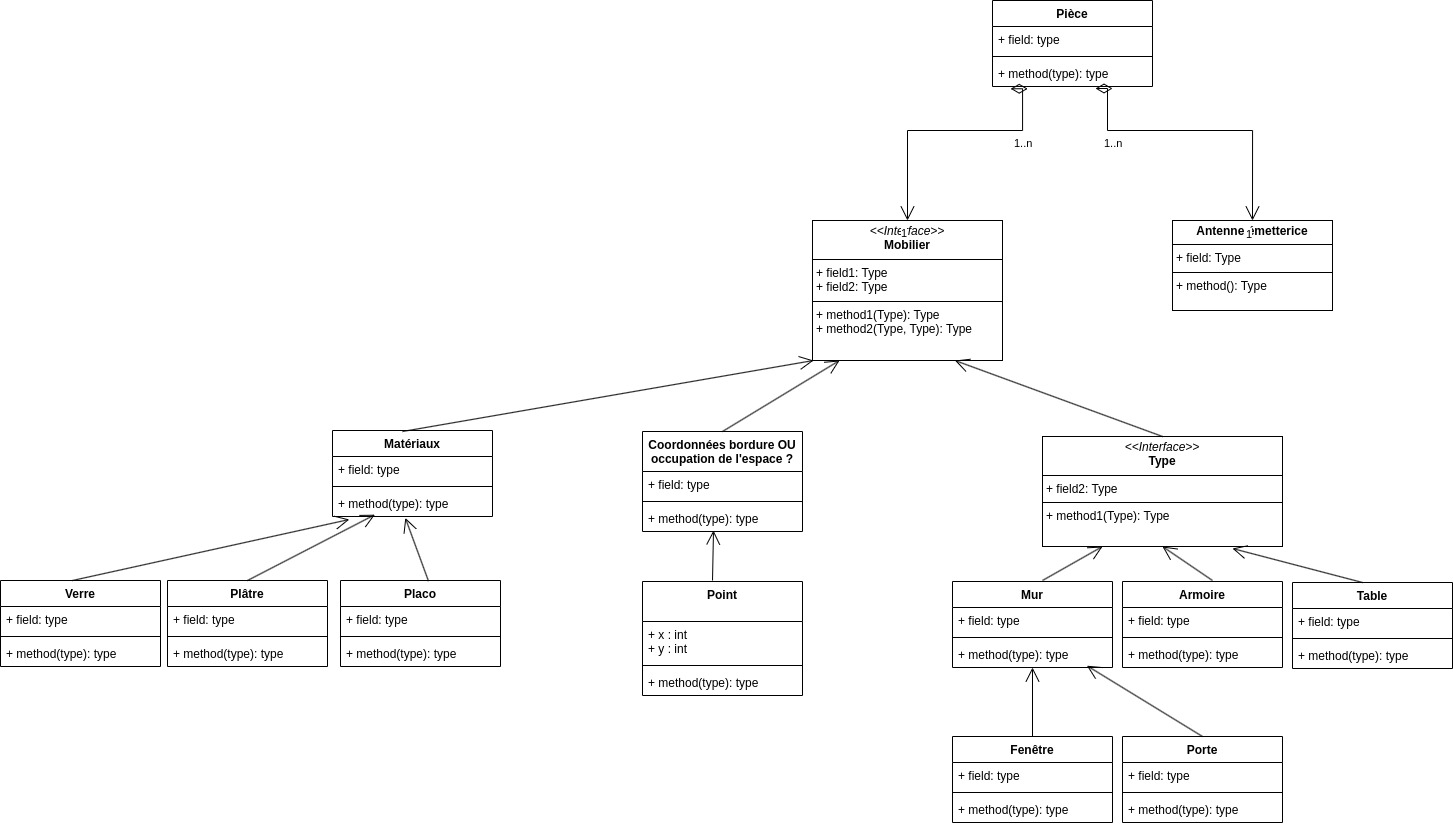 Pièce
+ field: type
+ method(type): type
1..n
1..n
<<Interface>>
1
Mobilier
+ field1: Type
+ field2: Type
+ method1(Type): Type
+ method2(Type, Type): Type
Antenne émetterice
1
+ field: Type
+ method(): Type
Matériaux
+ field: type
+ method(type): type
Coordonnées bordure OU
occupation de l'espace ?
+ field: type
+ method(type): type
<<Interface>>
Type
+ field2: Type
+ method1(Type): Type
Verre
+ field: type
+ method(type): type
Plâtre
+ field: type
+ method(type): type
Placo
+ field: type
+ method(type): type
Point
+ x : int
+ y : int
+ method(type): type
Mur
+ field: type
+ method(type): type
Armoire
+ field: type
+ method(type): type
Table
+ field: type
+ method(type): type
Fenêtre
+ field: type
+ method(type): type
Porte
+ field: type
+ method(type): type